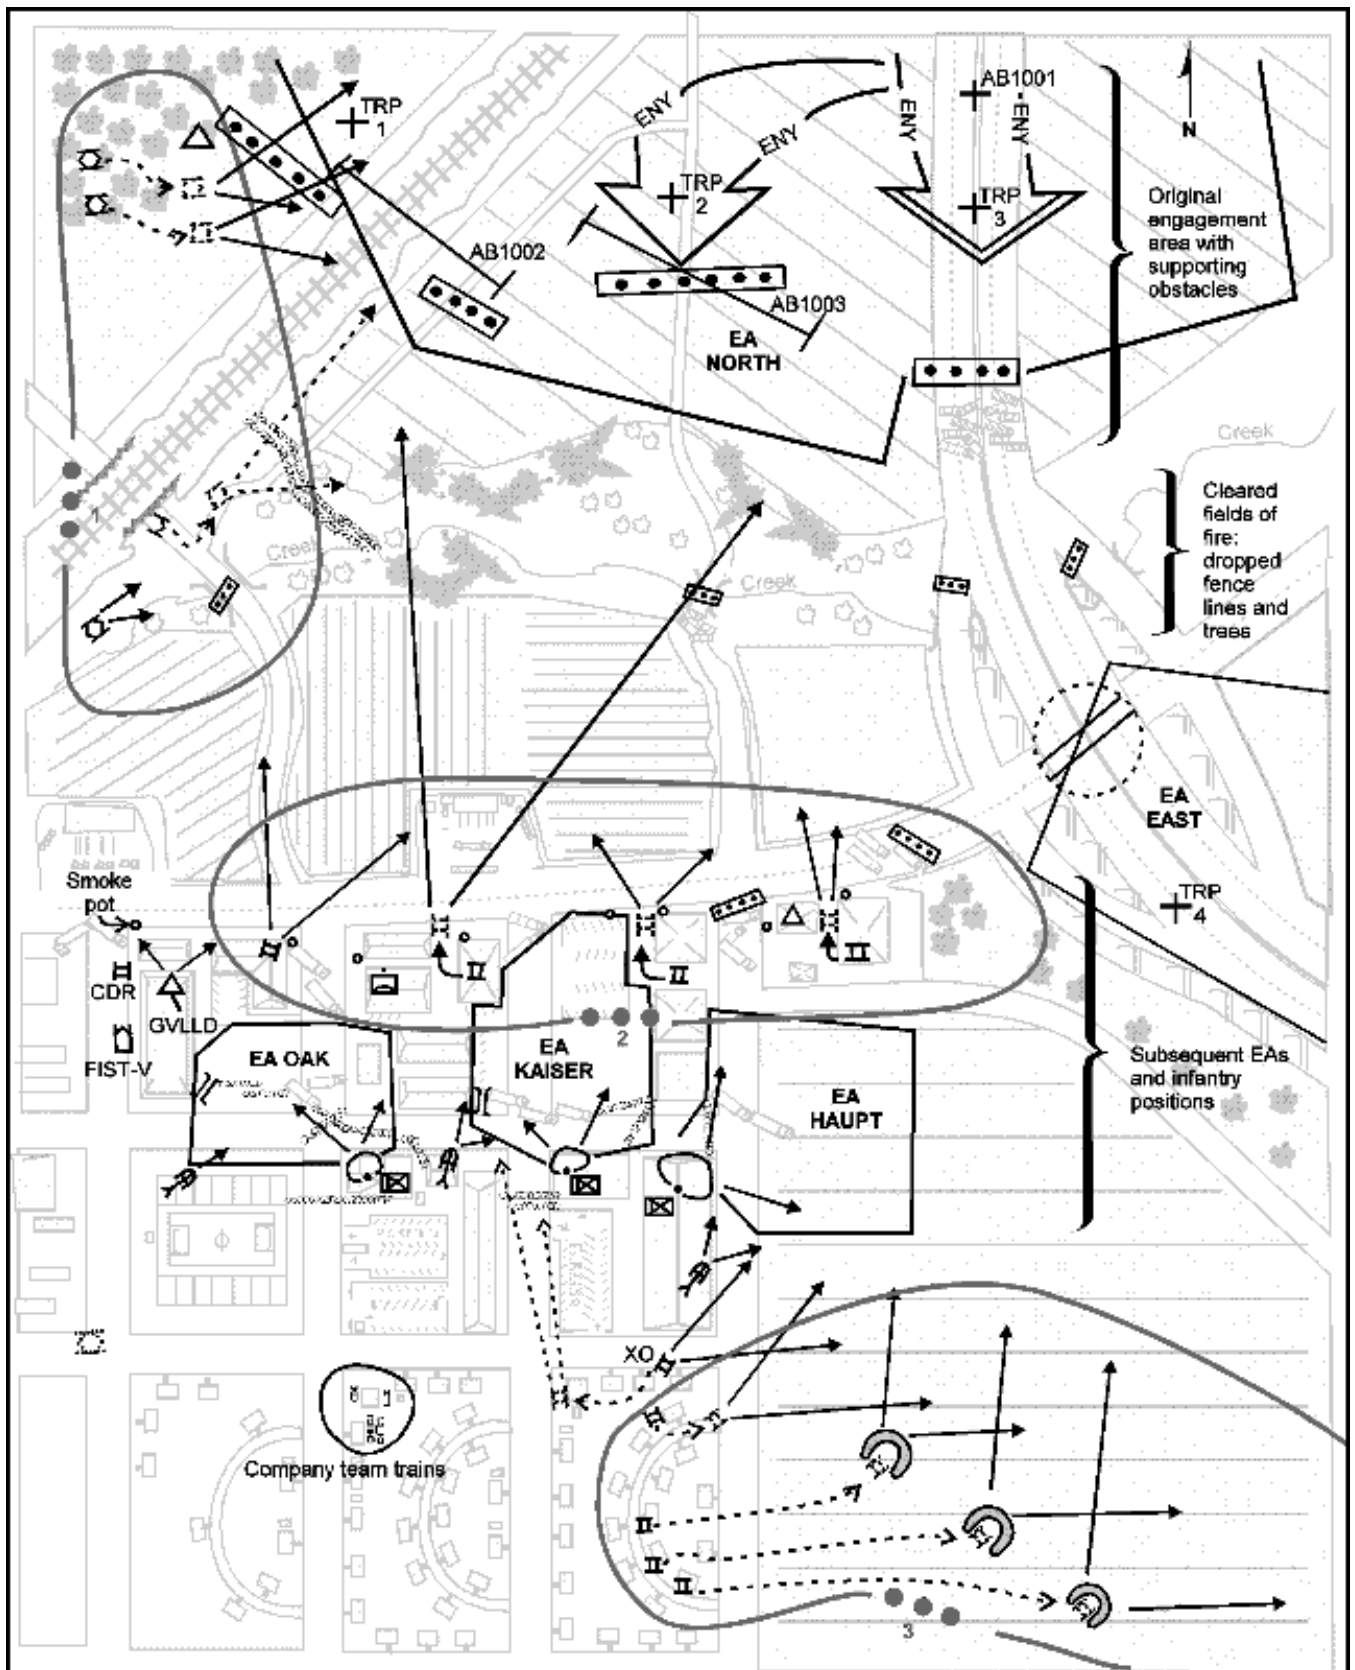 TRP
1
AB1002
ENY
ENY
TRP
2
AB1003
EA
NORTH
ENY
AB1001
ENY
TRP
3
N
Original
engagement
area with
supporting
obstacles
Creek
Cleared
fields of
fire:
dropped
fence
lines and
trees
1
Creek
Creek
EA
EAST
TRP
4
Smoke
pot
CDR
GVLLD
FIST-V
EA OAK
2
EA
KAISER
EA
HAUPT
Subsequent EAs
and infantry
positions
XO
Company team trains
3